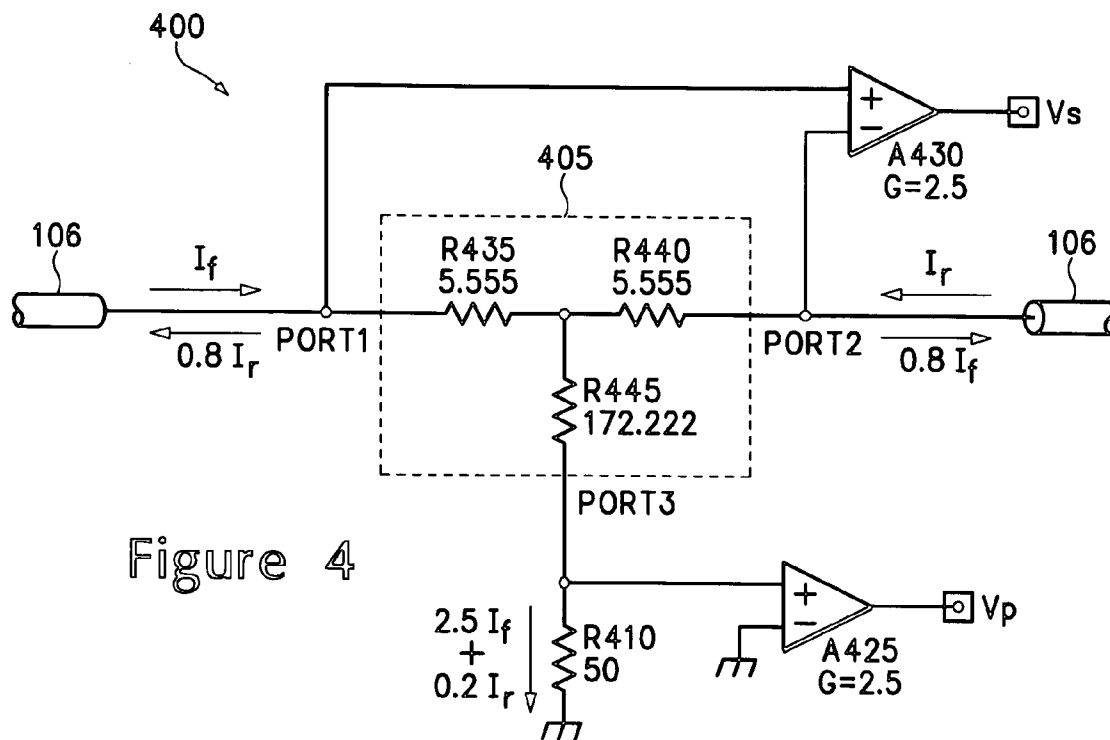 400
Vs
A430
G=2.5
405
106
I_f
0.8 I_r
PORT1
R435
5.555
R440
5.555
PORT2
I_r
0.8 I_f
106
R445
172.222
PORT3
Figure 4
2.5 I_f
+
0.2 I_r
R410
50
+
−
Vp
A425
G=2.5
+
−